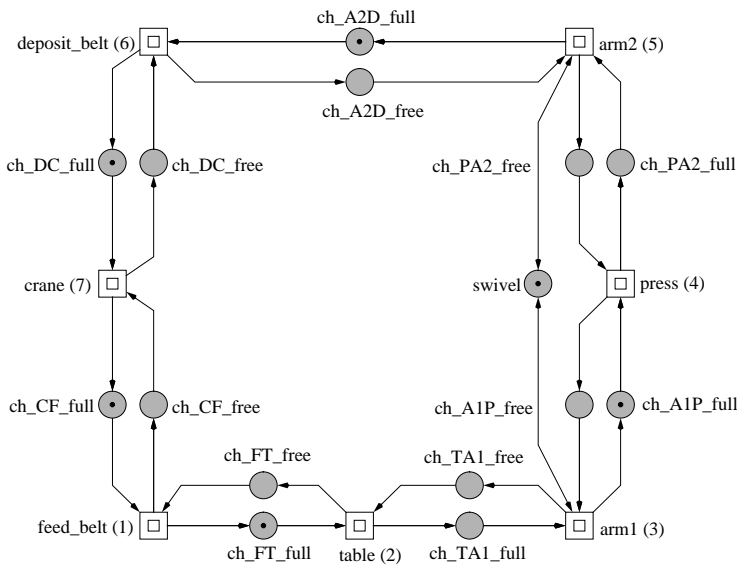 ch_A2D_full
deposit_belt (6)
arm2 (5)
ch_A2D_free
ch_DC_full
ch_DC_free
ch_PA2_free
ch_PA2_full
crane (7)
swivel
press (4)
ch_CF_full
ch_CF_free
ch_A1P_free
ch_A1P_full
ch_FT_free
ch_TA1_free
feed_belt (1)
ch_FT_full
table (2)
ch_TA1_full
arm1 (3)